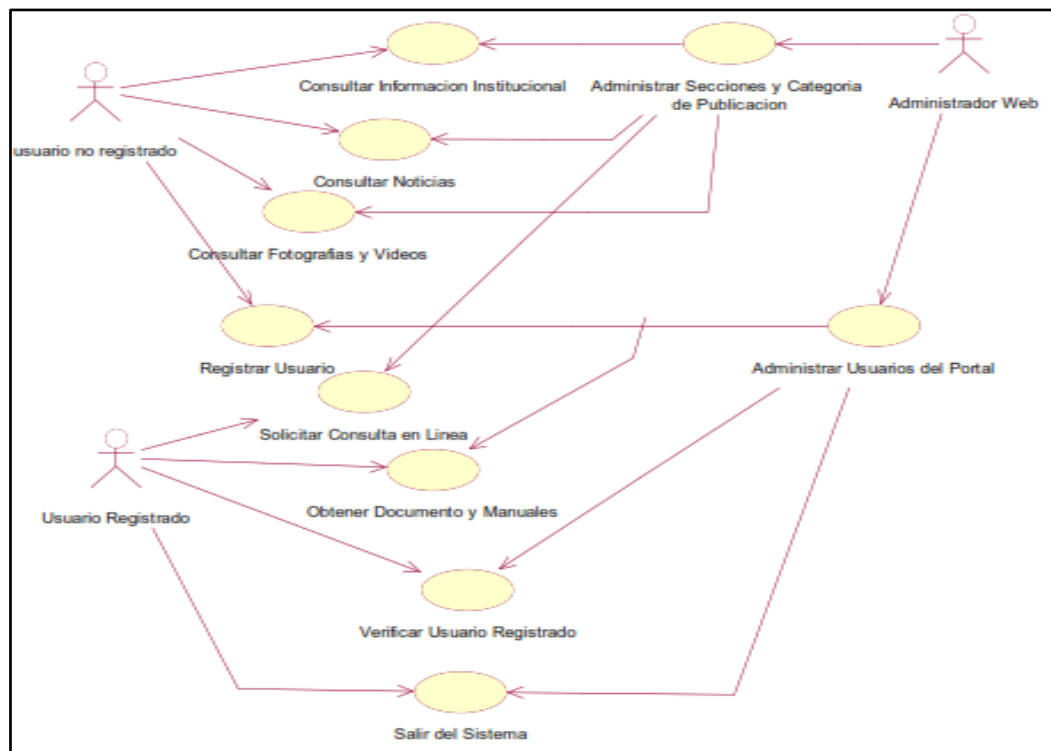 Consultar Informacion Institucional
Administrar Secciones y Categoria
de Publicacion
Administrador Web
usuario no registrado
Consultar Noticias
Consultar Fotografias y Videos
Registrar Usuario
Administrar Usuarios del Portal
Solicitar Consulta en Linea
Obtener Documento y Manuales
Usuario Registrado
Verificar Usuario Registrado
Salir del Sistema